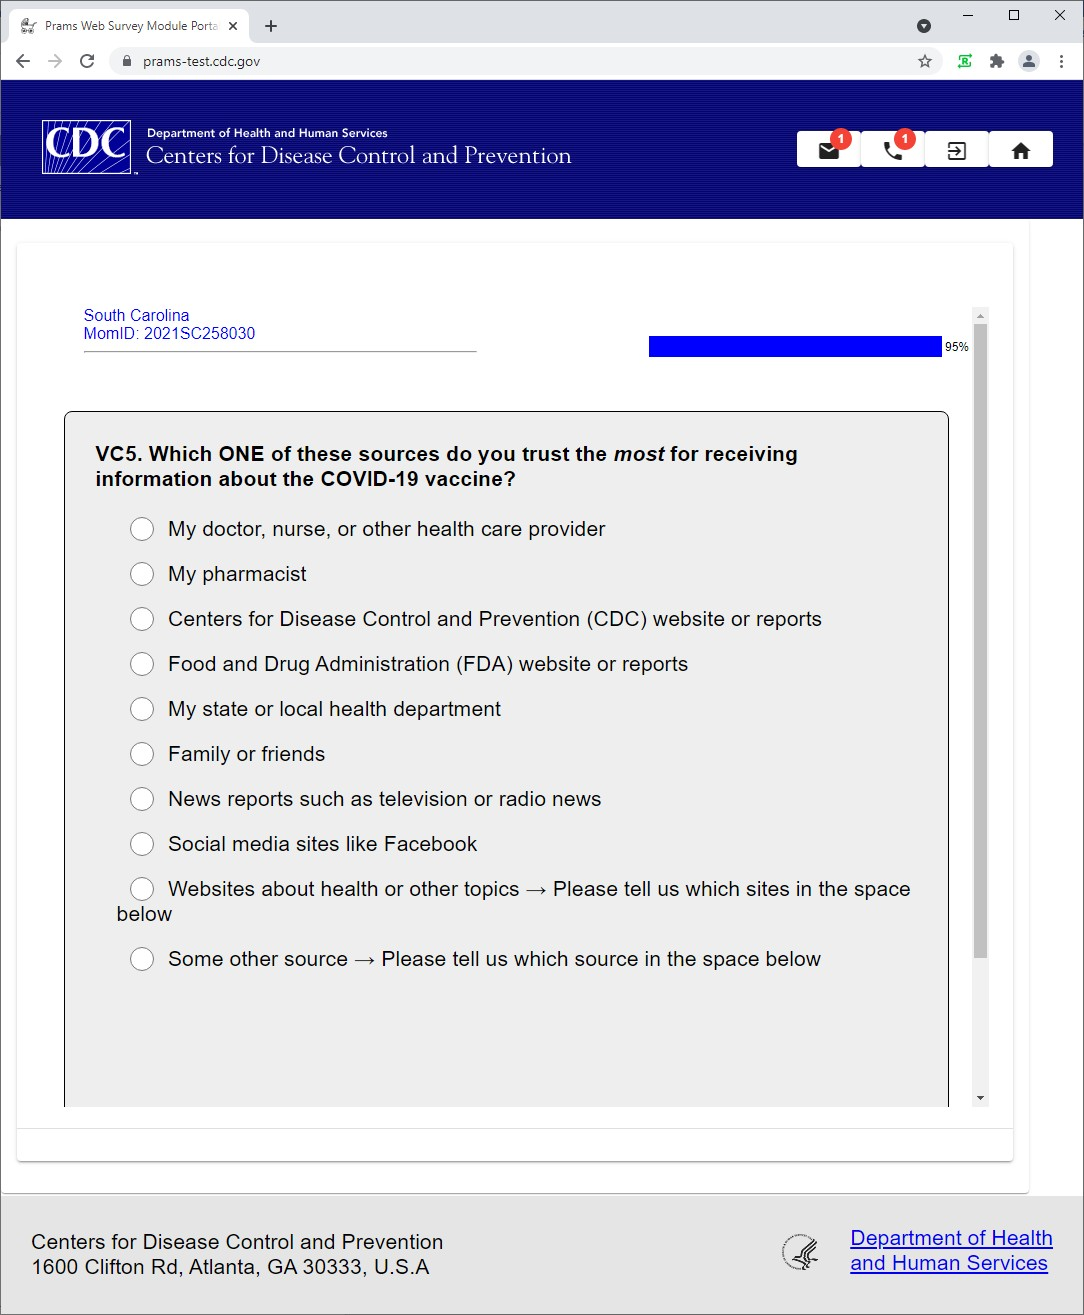 Prams Web Survey Module Porta
prams-test.cdc.gov
CDC
Department of Health and Human Services
Centers for Disease Control and Prevention
1
1
South Carolina
MomID: 2021SC258030
95%
VC5. Which ONE of these sources do you trust the most for receiving
information about the COVID-19 vaccine?
My doctor, nurse, or other health care provider
My pharmacist
Centers for Disease Control and Prevention (CDC) website or reports
Food and Drug Administration (FDA) website or reports
My state or local health department
Family or friends
News reports such as television or radio news
Social media sites like Facebook
Websites about health or other topics → Please tell us which sites in the space
below
Some other source → Please tell us which source in the space below
Centers for Disease Control and Prevention
1600 Clifton Rd, Atlanta, GA 30333, U.S.A
Department of Health
and Human Services